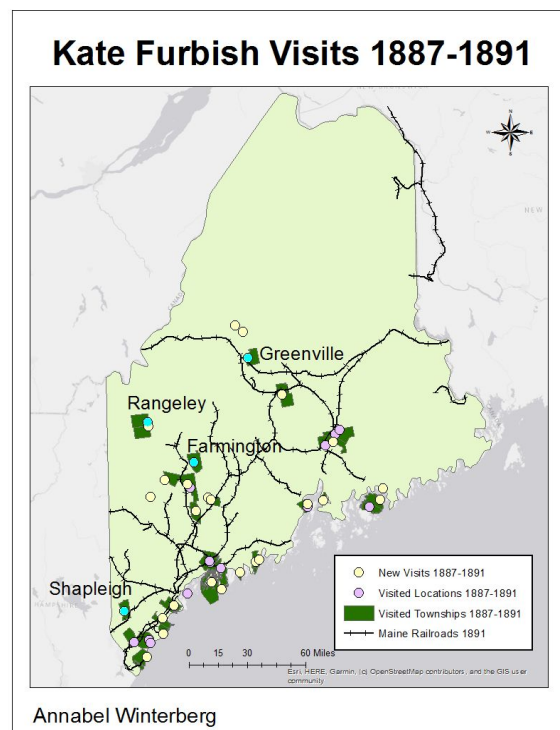 Kate Furbish Visits 1887-1891
N
W
E
S
NEW
Greenville
Rangeley
Farmington
Shapleigh
HAMPSHIRE
New Visits 1887-1891
Visited Locations 1887-1891
Visited Townships 1887-1891
Maine Railroads 1891
0 15 30 60 Miles
Esri, HERE, Garmin, (c) OpenStreetMap contributors, and the GIS user
community
Annabel Winterberg